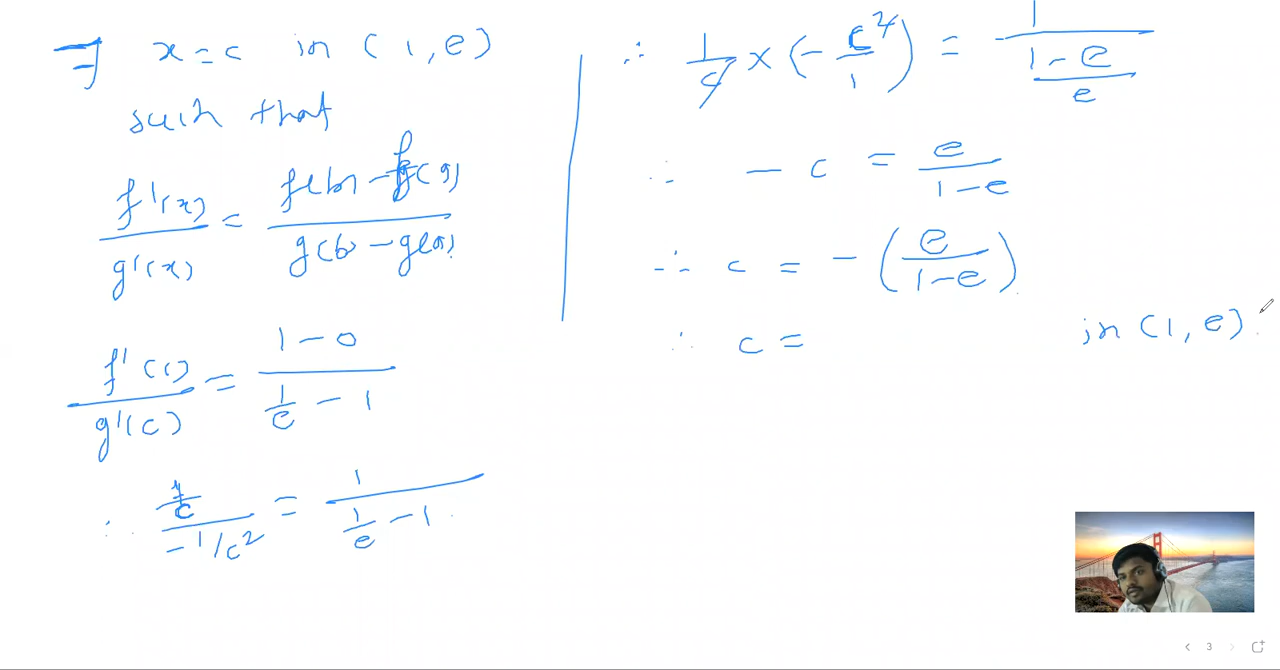 ⇒ x = c in (1, e)
such that
f'(x)/g'(x) = f(b) - f(a)/g(b) - g(a)
f'(c)/g'(c) = 1 - 0/(1/e - 1)
∴ (1/c)/(-1/c²) = 1/(1/e - 1)
∴ 1/c × (- c²/1) = 1/((1 - e)/e)
∴ - c = e/(1 - e)
∴ c = - (e/(1 - e))
∴ c = in (1, e).
3